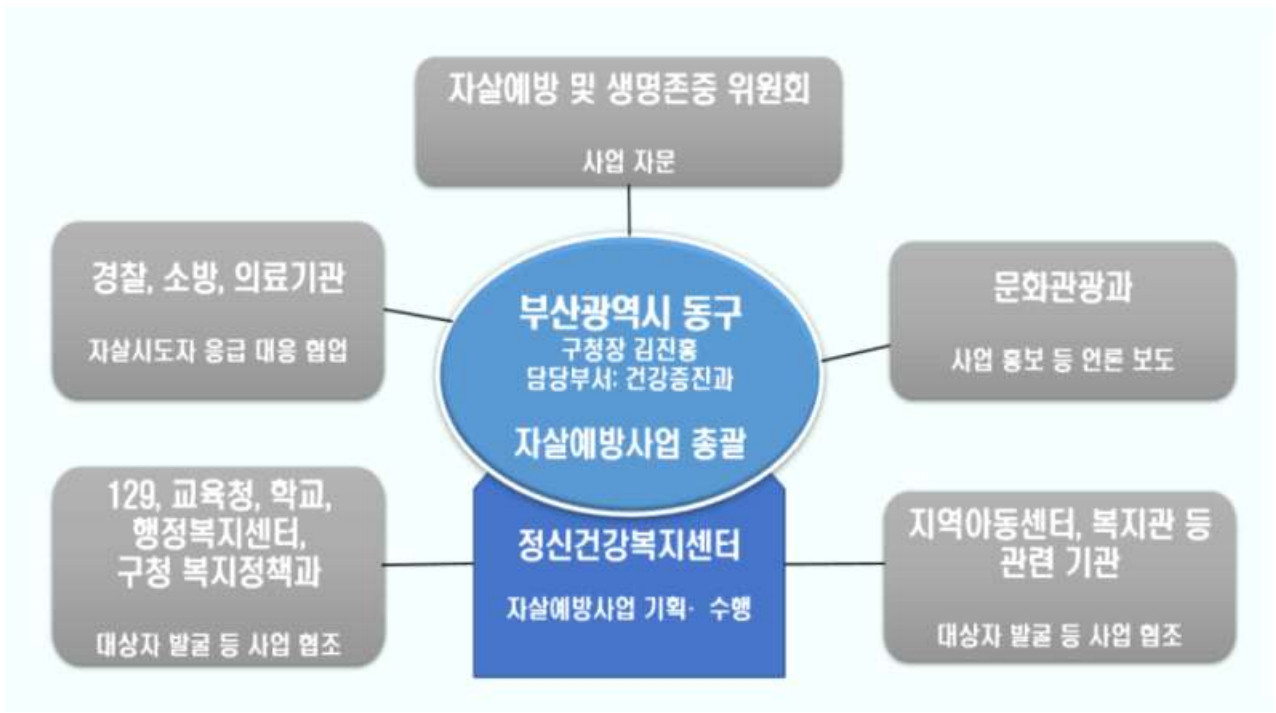 자살예방 및 생명존중 위원회
사업 자문
경찰, 소방, 의료기관
자살시도자 응급 대응 협업
부산광역시 동구
구청장 김진홍
담당부서: 건강증진과
자살예방사업 총괄
문화관광과
사업 홍보 등 언론 보도
129, 교육청, 학교,
행정복지센터,
구청 복지정책과
대상자 발굴 등 사업 협조
정신건강복지센터
자살예방사업 기획· 수행
지역아동센터, 복지관 등
관련 기관
대상자 발굴 등 사업 협조